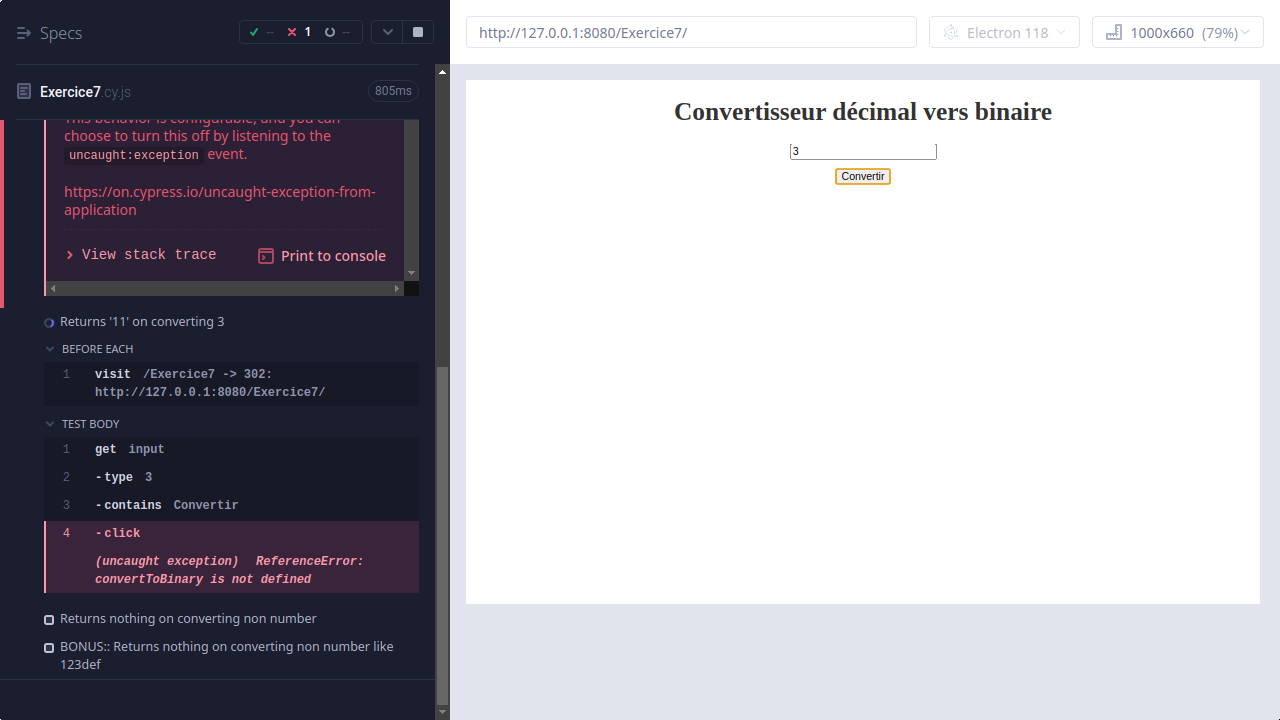 Specs
-- 1 --
Exercice7.cy.js
805ms
This behavior is configurable, and you can
choose to turn this off by listening to the
uncaught:exception event.
https://on.cypress.io/uncaught-exception-from-
application
View stack trace
Print to console
Returns '11' on converting 3
BEFORE EACH
1 visit /Exercice7 -> 302:
http://127.0.0.1:8080/Exercice7/
TEST BODY
1 get input
2 -type 3
3 -contains Convertir
4 -click
(uncaught exception) ReferenceError:
convertToBinary is not defined
Returns nothing on converting non number
BONUS:: Returns nothing on converting non number like
123def
http://127.0.0.1:8080/Exercice7/
Electron 118
1000x660 (79%)
Convertisseur décimal vers binaire
3
Convertir